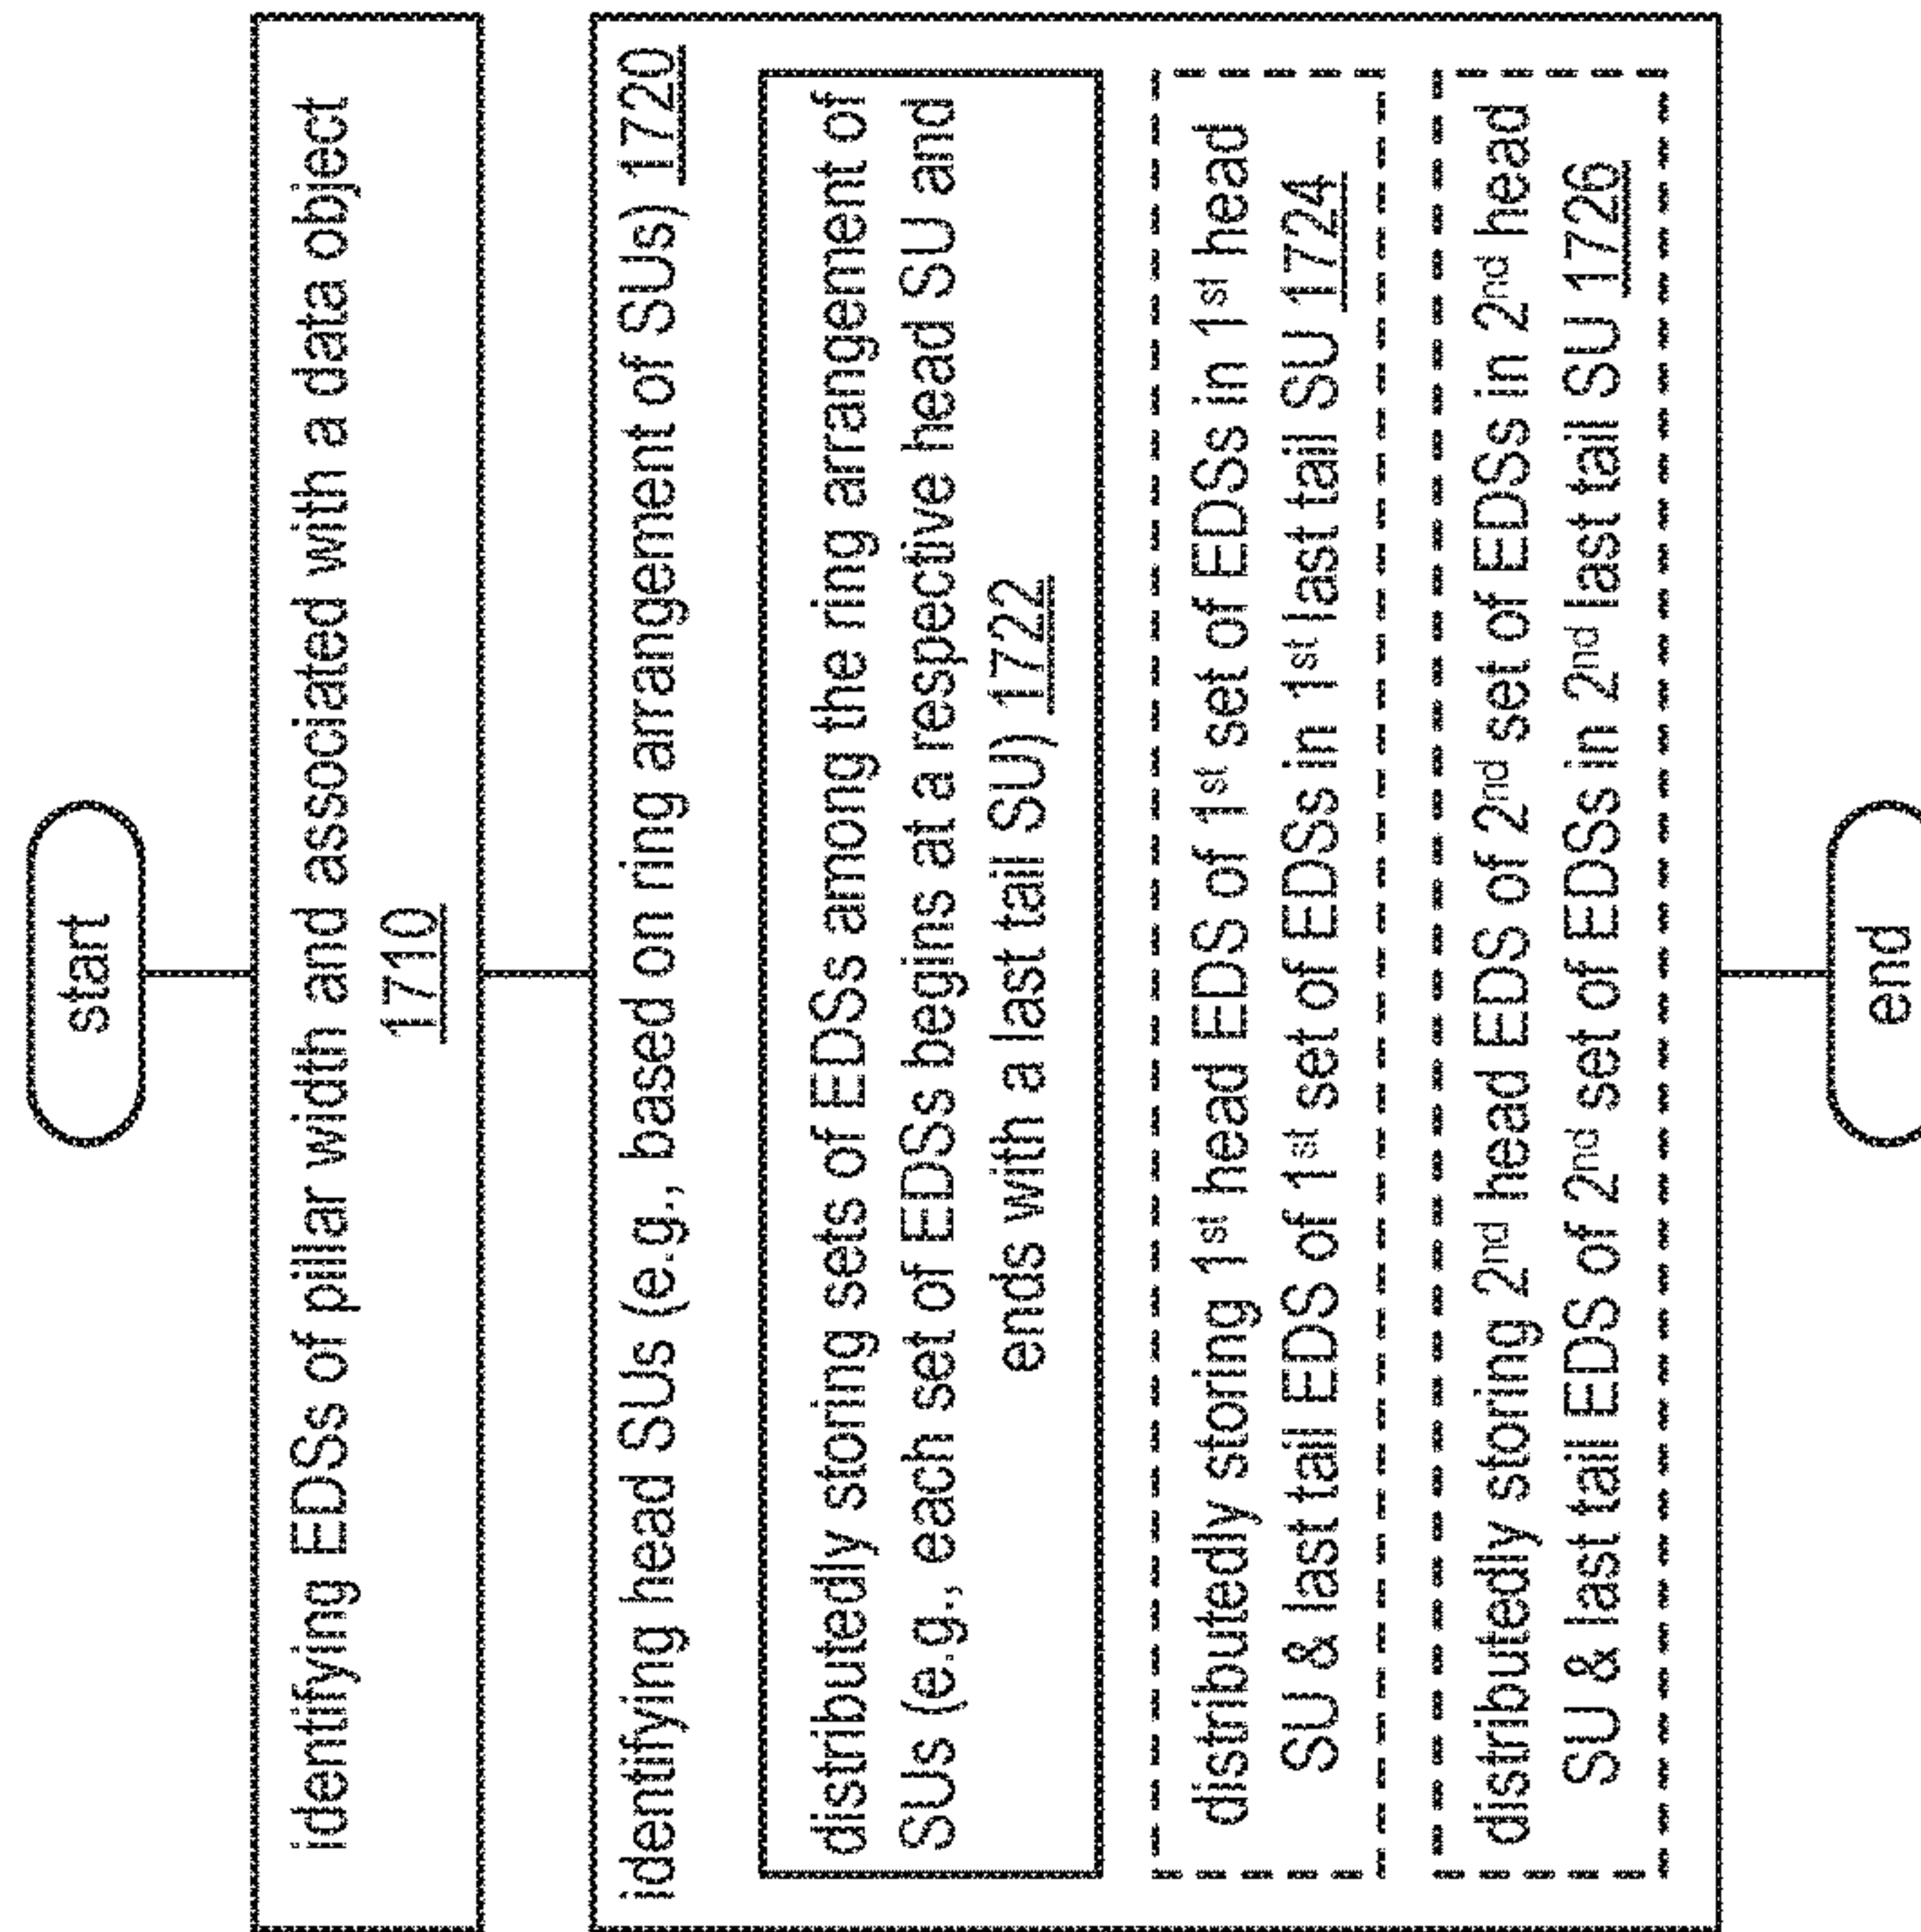 start
identifying EDSs of pillar width and associated with a data object
1710
identifying head SUs (e.g., based on ring arrangement of SUs) 1720
distributedly storing sets of EDSs among the ring arrangement of
SUs (e.g., each set of EDSs begins at a respective head SU and
ends with a last tail SU) 1722
distributedly storing 1st head EDS of 1st set of EDSs in 1st head
SU & last tail EDS of 1st set of EDSs in 1st last tail SU 1724
distributedly storing 2nd head EDS of 2nd set of EDSs in 2nd head
SU & last tail EDS of 2nd set of EDSs in 2nd last tail SU 1726
end